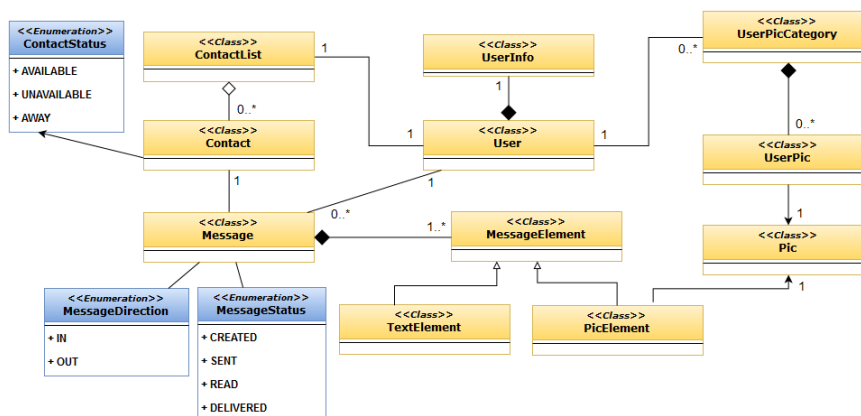 <<Enumeration>>
ContactStatus
+ AVAILABLE
+ UNAVAILABLE
+ AWAY
<<Class>>
ContactList
1
0..*
<<Class>>
Contact
1
<<Class>>
UserInfo
1
<<Class>>
User
1
1
1
<<Class>>
UserPicCategory
0..*
0..*
<<Class>>
UserPic
1
<<Class>>
Pic
1
<<Class>>
Message
0..*
1..*
<<Class>>
MessageElement
<<Enumeration>>
MessageDirection
+ IN
+ OUT
<<Enumeration>>
MessageStatus
+ CREATED
+ SENT
+ READ
+ DELIVERED
<<Class>>
TextElement
<<Class>>
PicElement